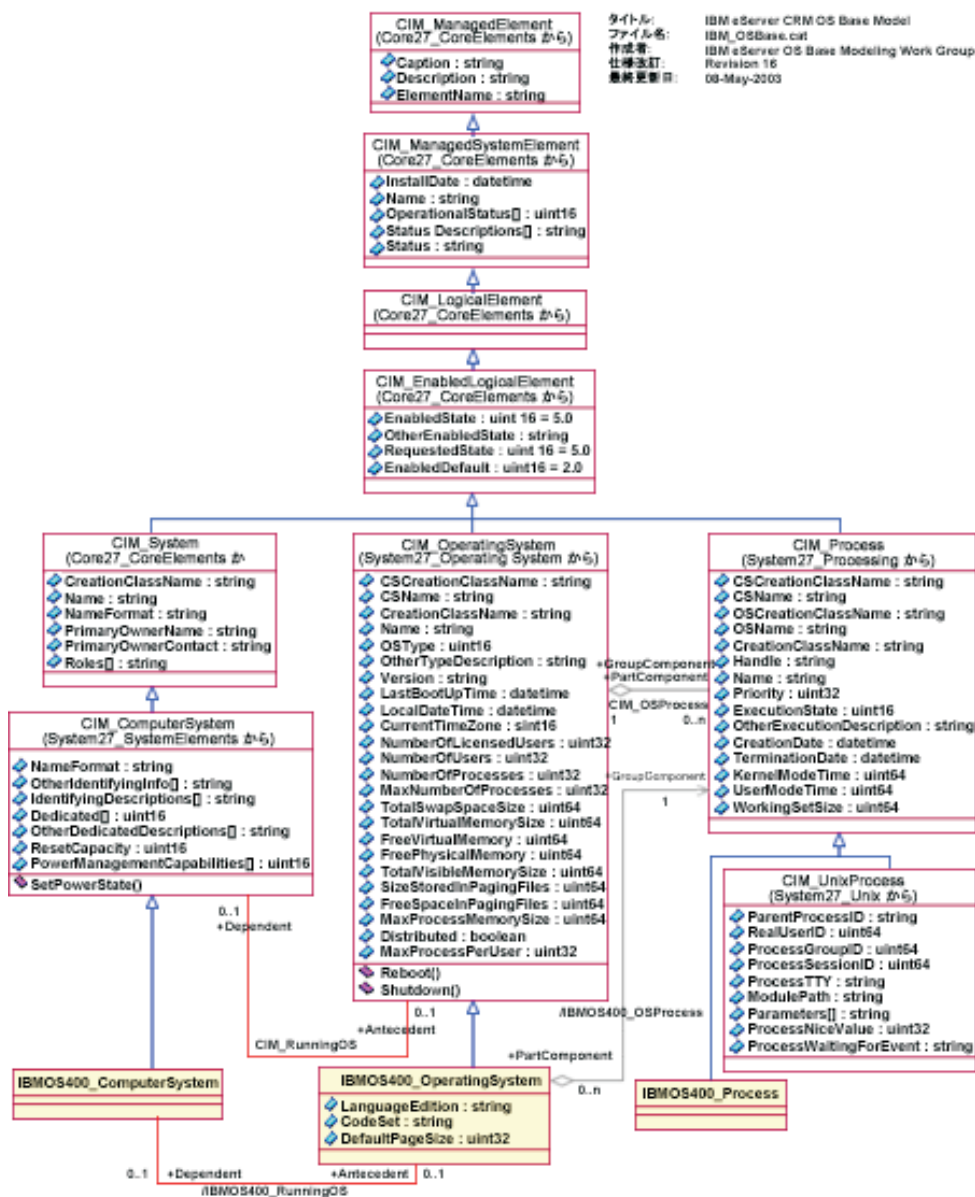 CIM_ManagedElement
(Core27_CoreElements から)
Caption : string
Description : string
ElementName : string
タイトル: IBM eServer CRM OS Base Model
ファイル名: IBM_OSBase.cat
作成者: IBM eServer OS Base Modeling Work Group
仕様改訂: Revision 16
最終更新日: 08-May-2003
CIM_ManagedSystemElement
(Core27_CoreElements から)
InstallDate : datetime
Name : string
OperationalStatus[] : uint16
Status Descriptions[] : string
Status : string
CIM_LogicalElement
(Core27_CoreElements から)
CIM_EnabledLogicalElement
(Core27_CoreElements から)
EnabledState : uint 16 = 5.0
OtherEnabledState : string
RequestedState : uint 16 = 5.0
EnabledDefault : uint16 = 2.0
CIM_System
(Core27_CoreElements か
CreationClassName : string
Name : string
NameFormat : string
PrimaryOwnerName : string
PrimaryOwnerContact : string
Roles[] : string
CIM_ComputerSystem
(System27_SystemElements から)
NameFormat : string
OtherIdentifyingInfo[] : string
IdentifyingDescriptions[] : string
Dedicated[] : uint16
OtherDedicatedDescriptions[] : string
ResetCapacity : uint16
PowerManagementCapabilities[] : uint16
SetPowerState()
0..1
+Dependent
CIM_OperatingSystem
(System27_Operating System から)
CSCreationClassName : string
CSName : string
CreationClassName : string
Name : string
OSType : uint16
OtherTypeDescription : string
Version : string
LastBootUpTime : datetime
LocalDateTime : datetime
CurrentTimeZone : sint16
NumberOfLicensedUsers : uint32
NumberOfUsers : uint32
NumberOfProcesses : uint32
MaxNumberOfProcesses : uint32
TotalSwapSpaceSize : uint64
TotalVirtualMemorySize : uint64
FreeVirtualMemory : uint64
FreePhysicalMemory : uint64
TotalVisibleMemorySize : uint64
SizeStoredInPagingFiles : uint64
FreeSpaceInPagingFiles : uint64
MaxProcessMemorySize : uint64
Distributed : boolean
MaxProcessPerUser : uint32
Reboot()
Shutdown()
0..1
+Antecedent
CIM_RunningOS
+GroupComponent
+PartComponent
CIM_OSProcess
1
0..n
+GroupComponent
1
CIM_Process
(System27_Processing から)
CSCreationClassName : string
CSName : string
OSCreationClassName : string
OSName : string
CreationClassName : string
Handle : string
Name : string
Priority : uint32
ExecutionState : uint16
OtherExecutionDescription : string
CreationDate : datetime
TerminationDate : datetime
KernelModeTime : uint64
UserModeTime : uint64
WorkingSetSize : uint64
CIM_UnixProcess
(System27_Unix から)
ParentProcessID : string
RealUserID : uint64
ProcessGroupID : uint64
ProcessSessionID : uint64
ProcessTTY : string
ModulePath : string
Parameters[] : string
ProcessNiceValue : uint32
ProcessWaitingForEvent : string
/IBMOS400_OSProcess
+PartComponent
0..n
IBMOS400_ComputerSystem
IBMOS400_OperatingSystem
LanguageEdition : string
CodeSet : string
DefaultPageSize : uint32
IBMOS400_Process
0..1
+Dependent
+Antecedent
0..1
/IBMOS400_RunningOS